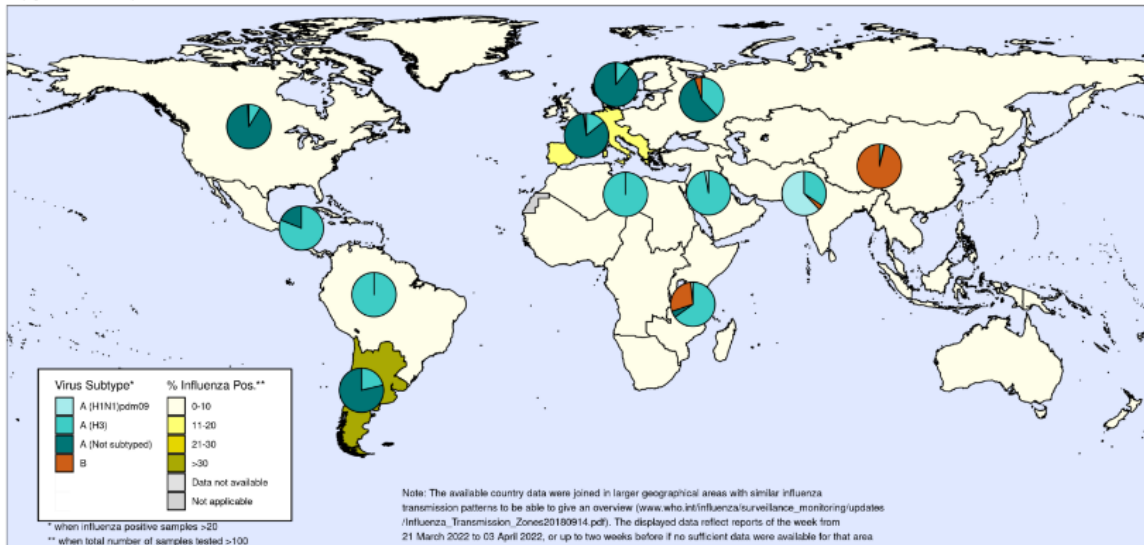 Virus Subtype*
A (H1N1)pdm09
A (H3)
A (Not subtyped)
B
% Influenza Pos.**
0-10
11-20
21-30
>30
Data not available
Not applicable
* when influenza positive samples >20
** when total number of samples tested >100
Note: The available country data were joined in larger geographical areas with similar influenza
transmission patterns to be able to give an overview (www.who.int/influenza/surveillance_monitoring/updates
/Influenza_Transmission_Zones20180914.pdf). The displayed data reflect reports of the week from
21 March 2022 to 03 April 2022, or up to two weeks before if no sufficient data were available for that area